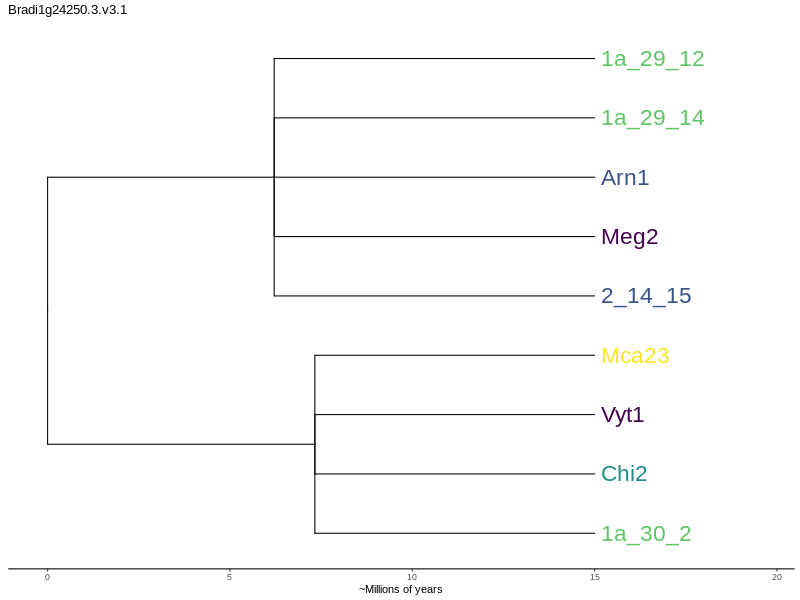 Bradi1g24250.3.v3.1
1a_29_12
1a_29_14
Arn1
Meg2
2_14_15
Mca23
Vyt1
Chi2
1a_30_2
0 5 10 15 20
~Millions of years